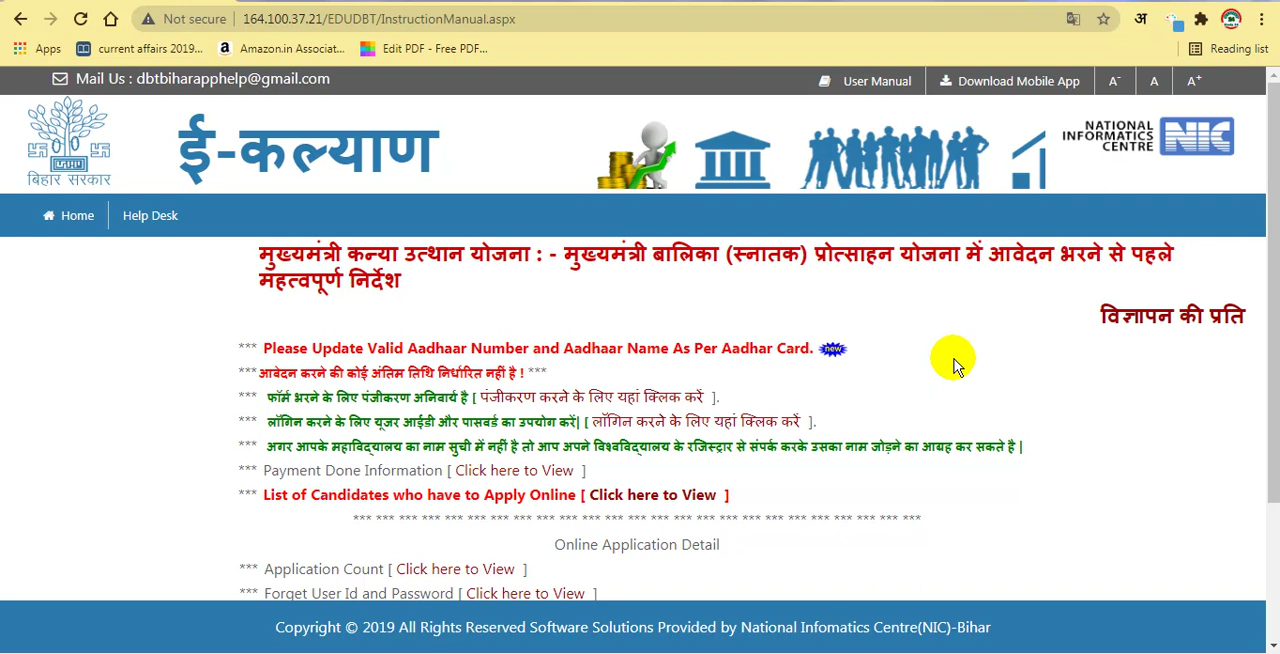 Not secure | 164.100.37.21/EDUDBT/InstructionManual.aspx
Apps current affairs 2019... Amazon.in Associat... Edit PDF - Free PDF... Reading list
Mail Us : dbtbiharapphelp@gmail.com User Manual Download Mobile App A- A A+
बिहार सरकार
ई-कल्याण
NATIONAL INFORMATICS CENTRE NIC
Home Help Desk
मुख्यमंत्री कन्या उत्थान योजना : - मुख्यमंत्री बालिका (स्नातक) प्रोत्साहन योजना में आवेदन भरने से पहले
महत्वपूर्ण निर्देश
विज्ञापन की प्रति
*** Please Update Valid Aadhaar Number and Aadhaar Name As Per Aadhar Card. new
***आवेदन करने की कोई अंतिम तिथि निर्धारित नहीं है ! ***
*** फॉर्म भरने के लिए पंजीकरण अनिवार्य है [ पंजीकरण करने के लिए यहां क्लिक करें ].
*** लॉगिन करने के लिए यूजर आईडी और पासवर्ड का उपयोग करें| [ लॉगिन करने के लिए यहां क्लिक करें ].
*** अगर आपके महाविद्यालय का नाम सुची में नहीं है तो आप अपने विश्वविद्यालय के रजिस्ट्रार से संपर्क करके उसका नाम जोड़ने का आग्रह कर सकते है |
*** Payment Done Information [ Click here to View ]
*** List of Candidates who have to Apply Online [ Click here to View ]
*** *** *** *** *** *** *** *** *** *** *** *** *** *** *** *** *** *** *** *** *** *** *** *** ***
Online Application Detail
*** Application Count [ Click here to View ]
*** Forget User Id and Password [ Click here to View ]
Copyright © 2019 All Rights Reserved Software Solutions Provided by National Infomatics Centre(NIC)-Bihar